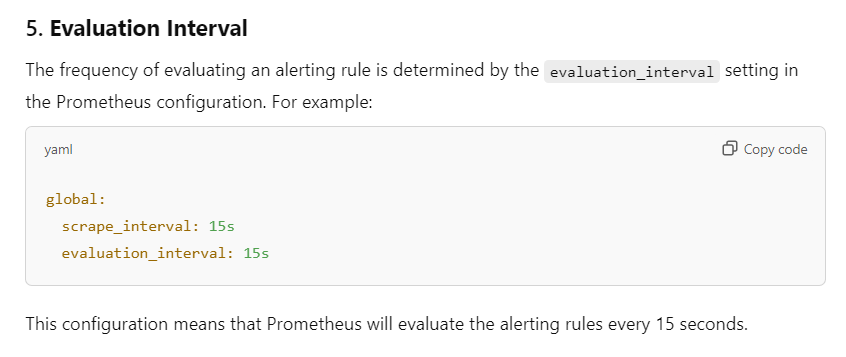 5. Evaluation Interval
The frequency of evaluating an alerting rule is determined by the evaluation_interval setting in
the Prometheus configuration. For example:
yaml
Copy code
global:
  scrape_interval: 15s
  evaluation_interval: 15s
This configuration means that Prometheus will evaluate the alerting rules every 15 seconds.